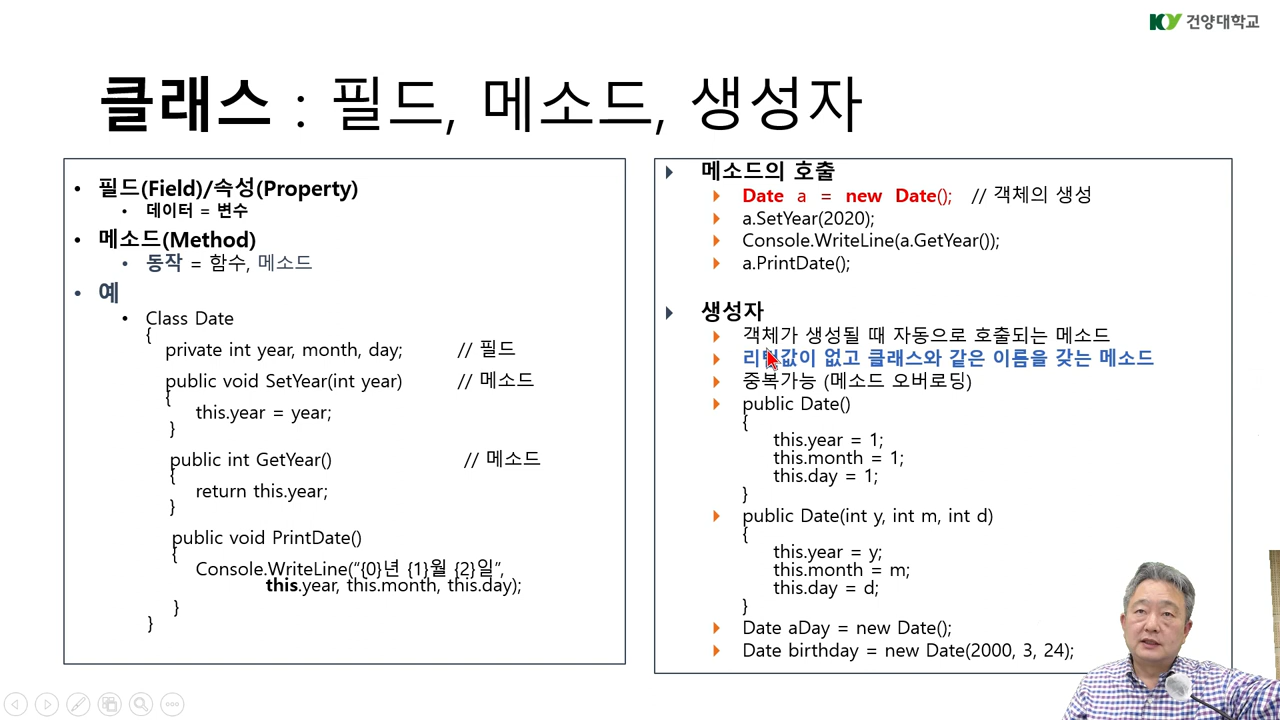 KY 건양대학교
클래스 : 필드, 메소드, 생성자
• 필드(Field)/속성(Property)
• 데이터 = 변수
• 메소드(Method)
• 동작 = 함수, 메소드
• 예
• Class Date
{
private int year, month, day; // 필드
public void SetYear(int year) // 메소드
{
this.year = year;
}
public int GetYear() // 메소드
{
return this.year;
}
public void PrintDate()
{
Console.WriteLine(“{0}년 {1}월 {2}일”,
this.year, this.month, this.day);
}
}
메소드의 호출
Date a = new Date(); // 객체의 생성
a.SetYear(2020);
Console.WriteLine(a.GetYear());
a.PrintDate();
생성자
객체가 생성될 때 자동으로 호출되는 메소드
리턴값이 없고 클래스와 같은 이름을 갖는 메소드
중복가능 (메소드 오버로딩)
public Date()
{
this.year = 1;
this.month = 1;
this.day = 1;
}
public Date(int y, int m, int d)
{
this.year = y;
this.month = m;
this.day = d;
}
Date aDay = new Date();
Date birthday = new Date(2000, 3, 24);